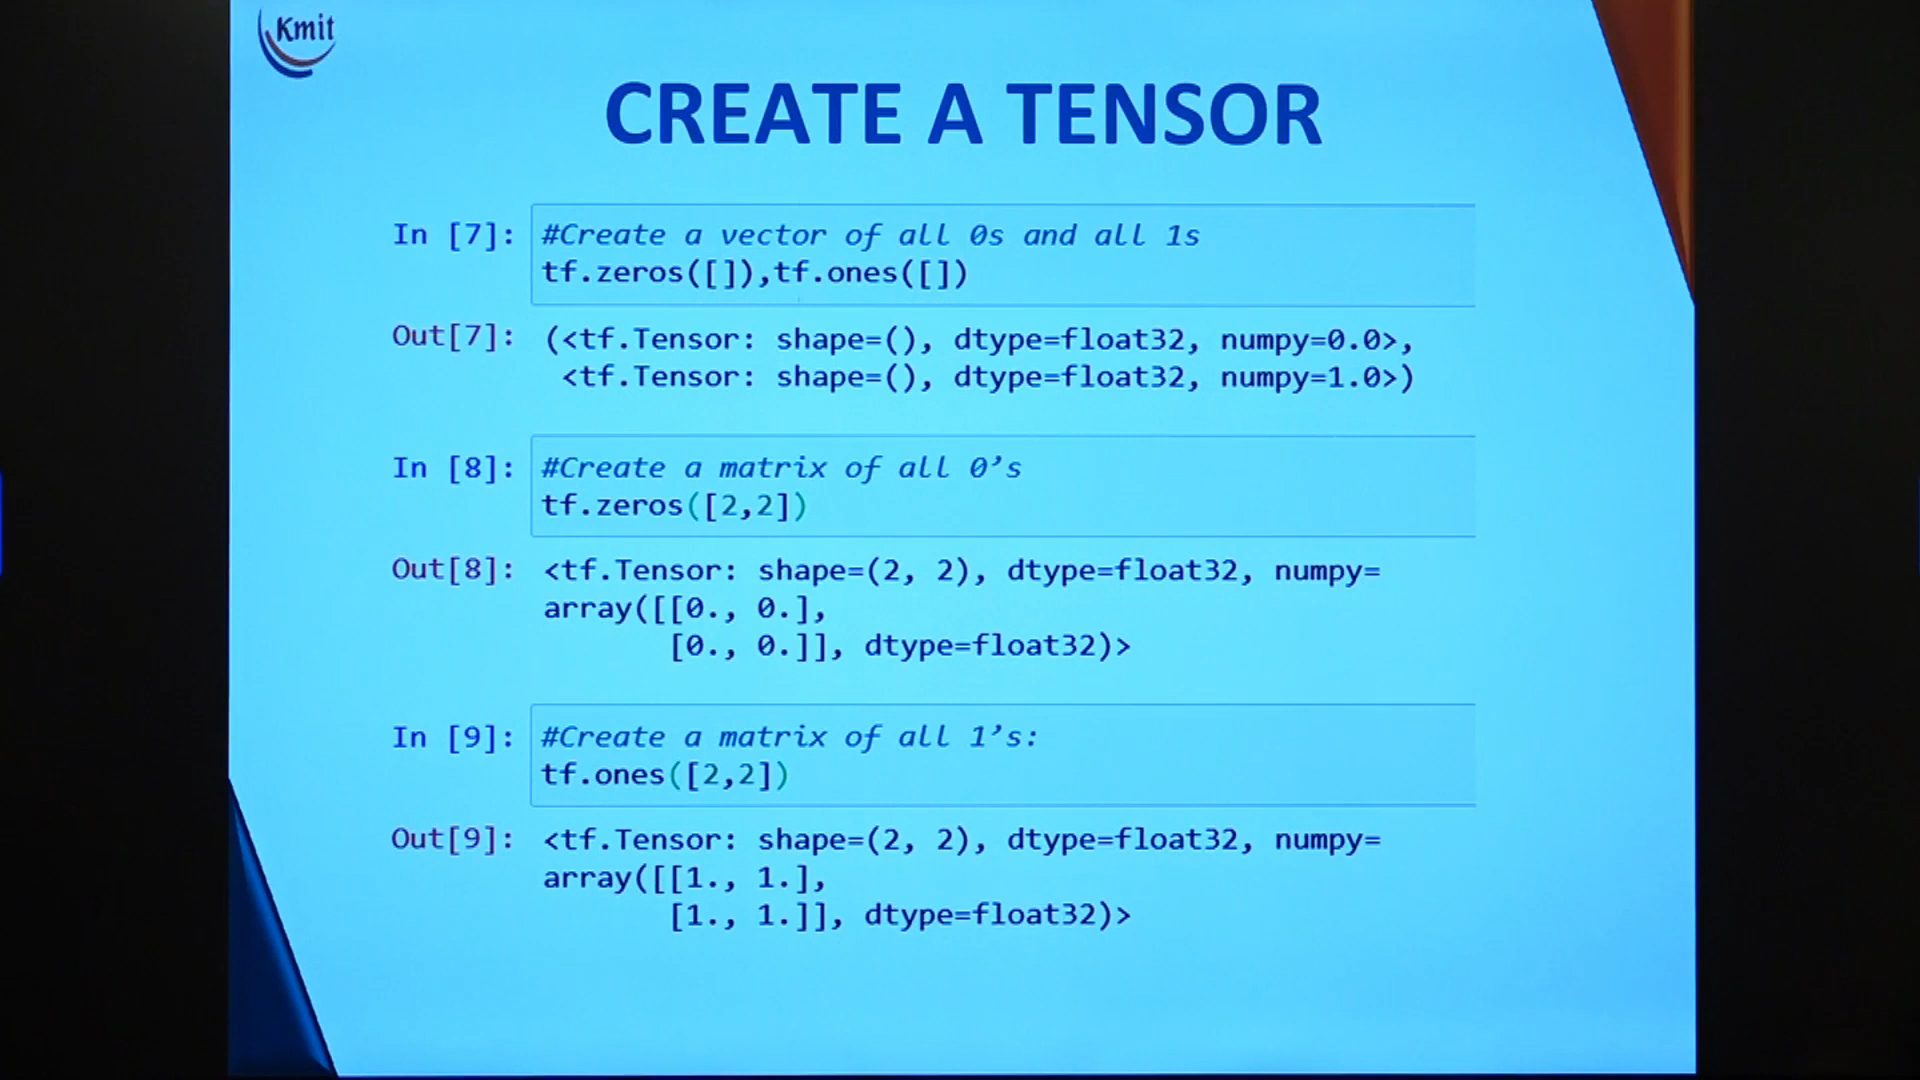 Kmit
CREATE A TENSOR
In [7]: #Create a vector of all 0s and all 1s
tf.zeros([]),tf.ones([])
Out[7]: (<tf.Tensor: shape=(), dtype=float32, numpy=0.0>,
<tf.Tensor: shape=(), dtype=float32, numpy=1.0>)
In [8]: #Create a matrix of all 0’s
tf.zeros([2,2])
Out[8]: <tf.Tensor: shape=(2, 2), dtype=float32, numpy=
array([[0., 0.],
[0., 0.]], dtype=float32)>
In [9]: #Create a matrix of all 1’s:
tf.ones([2,2])
Out[9]: <tf.Tensor: shape=(2, 2), dtype=float32, numpy=
array([[1., 1.],
[1., 1.]], dtype=float32)>